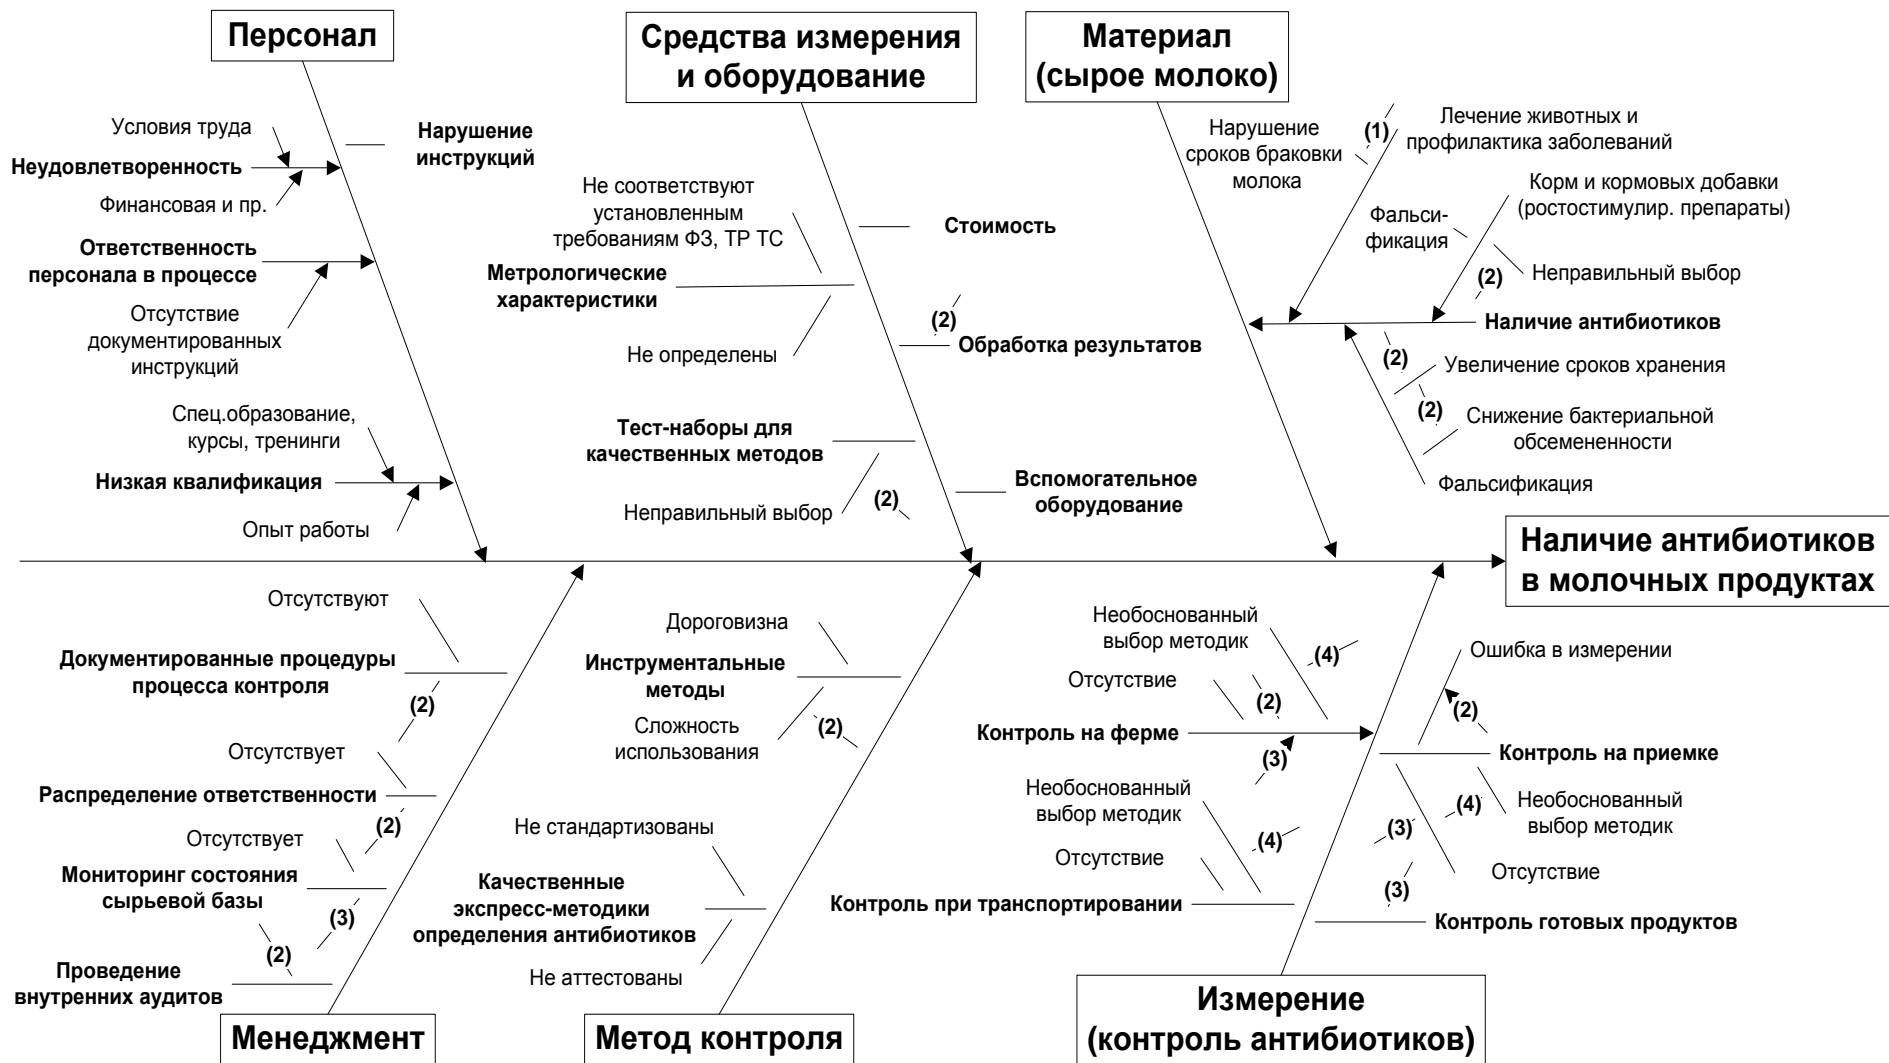 Персонал
Условия труда
Неудовлетворенность
Финансовая и пр.
Нарушение
инструкций
Ответственность
персонала в процессе
Отсутствие
документированных
инструкций
Спец.образование,
курсы, тренинги
Низкая квалификация
Опыт работы
Средства измерения
и оборудование
Не соответствуют
установленным
требованиям ФЗ, ТР ТС
Метрологические
характеристики
Не определены
Стоимость
(2)
Обработка результатов
Тест-наборы для
качественных методов
Неправильный выбор
(2)
Вспомогательное
оборудование
Материал
(сырое молоко)
Нарушение
сроков браковки
молока
(1)
Лечение животных и
профилактика заболеваний
Корм и кормовых добавки
(ростостимулир. препараты)
Фальси-
фикация
Неправильный выбор
(2)
Наличие антибиотиков
(2)
Увеличение сроков хранения
(2)
Снижение бактериальной
обсемененности
Фальсификация
Наличие антибиотиков
в молочных продуктах
Отсутствуют
Документированные процедуры
процесса контроля
(2)
Отсутствует
Распределение ответственности
(2)
Отсутствует
Мониторинг состояния
сырьевой базы
(3)
(2)
Проведение
внутренних аудитов
Менеджмент
Дороговизна
Инструментальные
методы
Сложность
использования
(2)
Не стандартизованы
Качественные
экспресс-методики
определения антибиотиков
Не аттестованы
Метод контроля
Необоснованный
выбор методик
(4)
Отсутствие
(2)
Контроль на ферме
(3)
Необоснованный
выбор методик
(4)
Отсутствие
Контроль при транспортировании
Ошибка в измерении
(2)
Контроль на приемке
Необоснованный
выбор методик
(4)
(3)
Отсутствие
(3)
Контроль готовых продуктов
Измерение
(контроль антибиотиков)